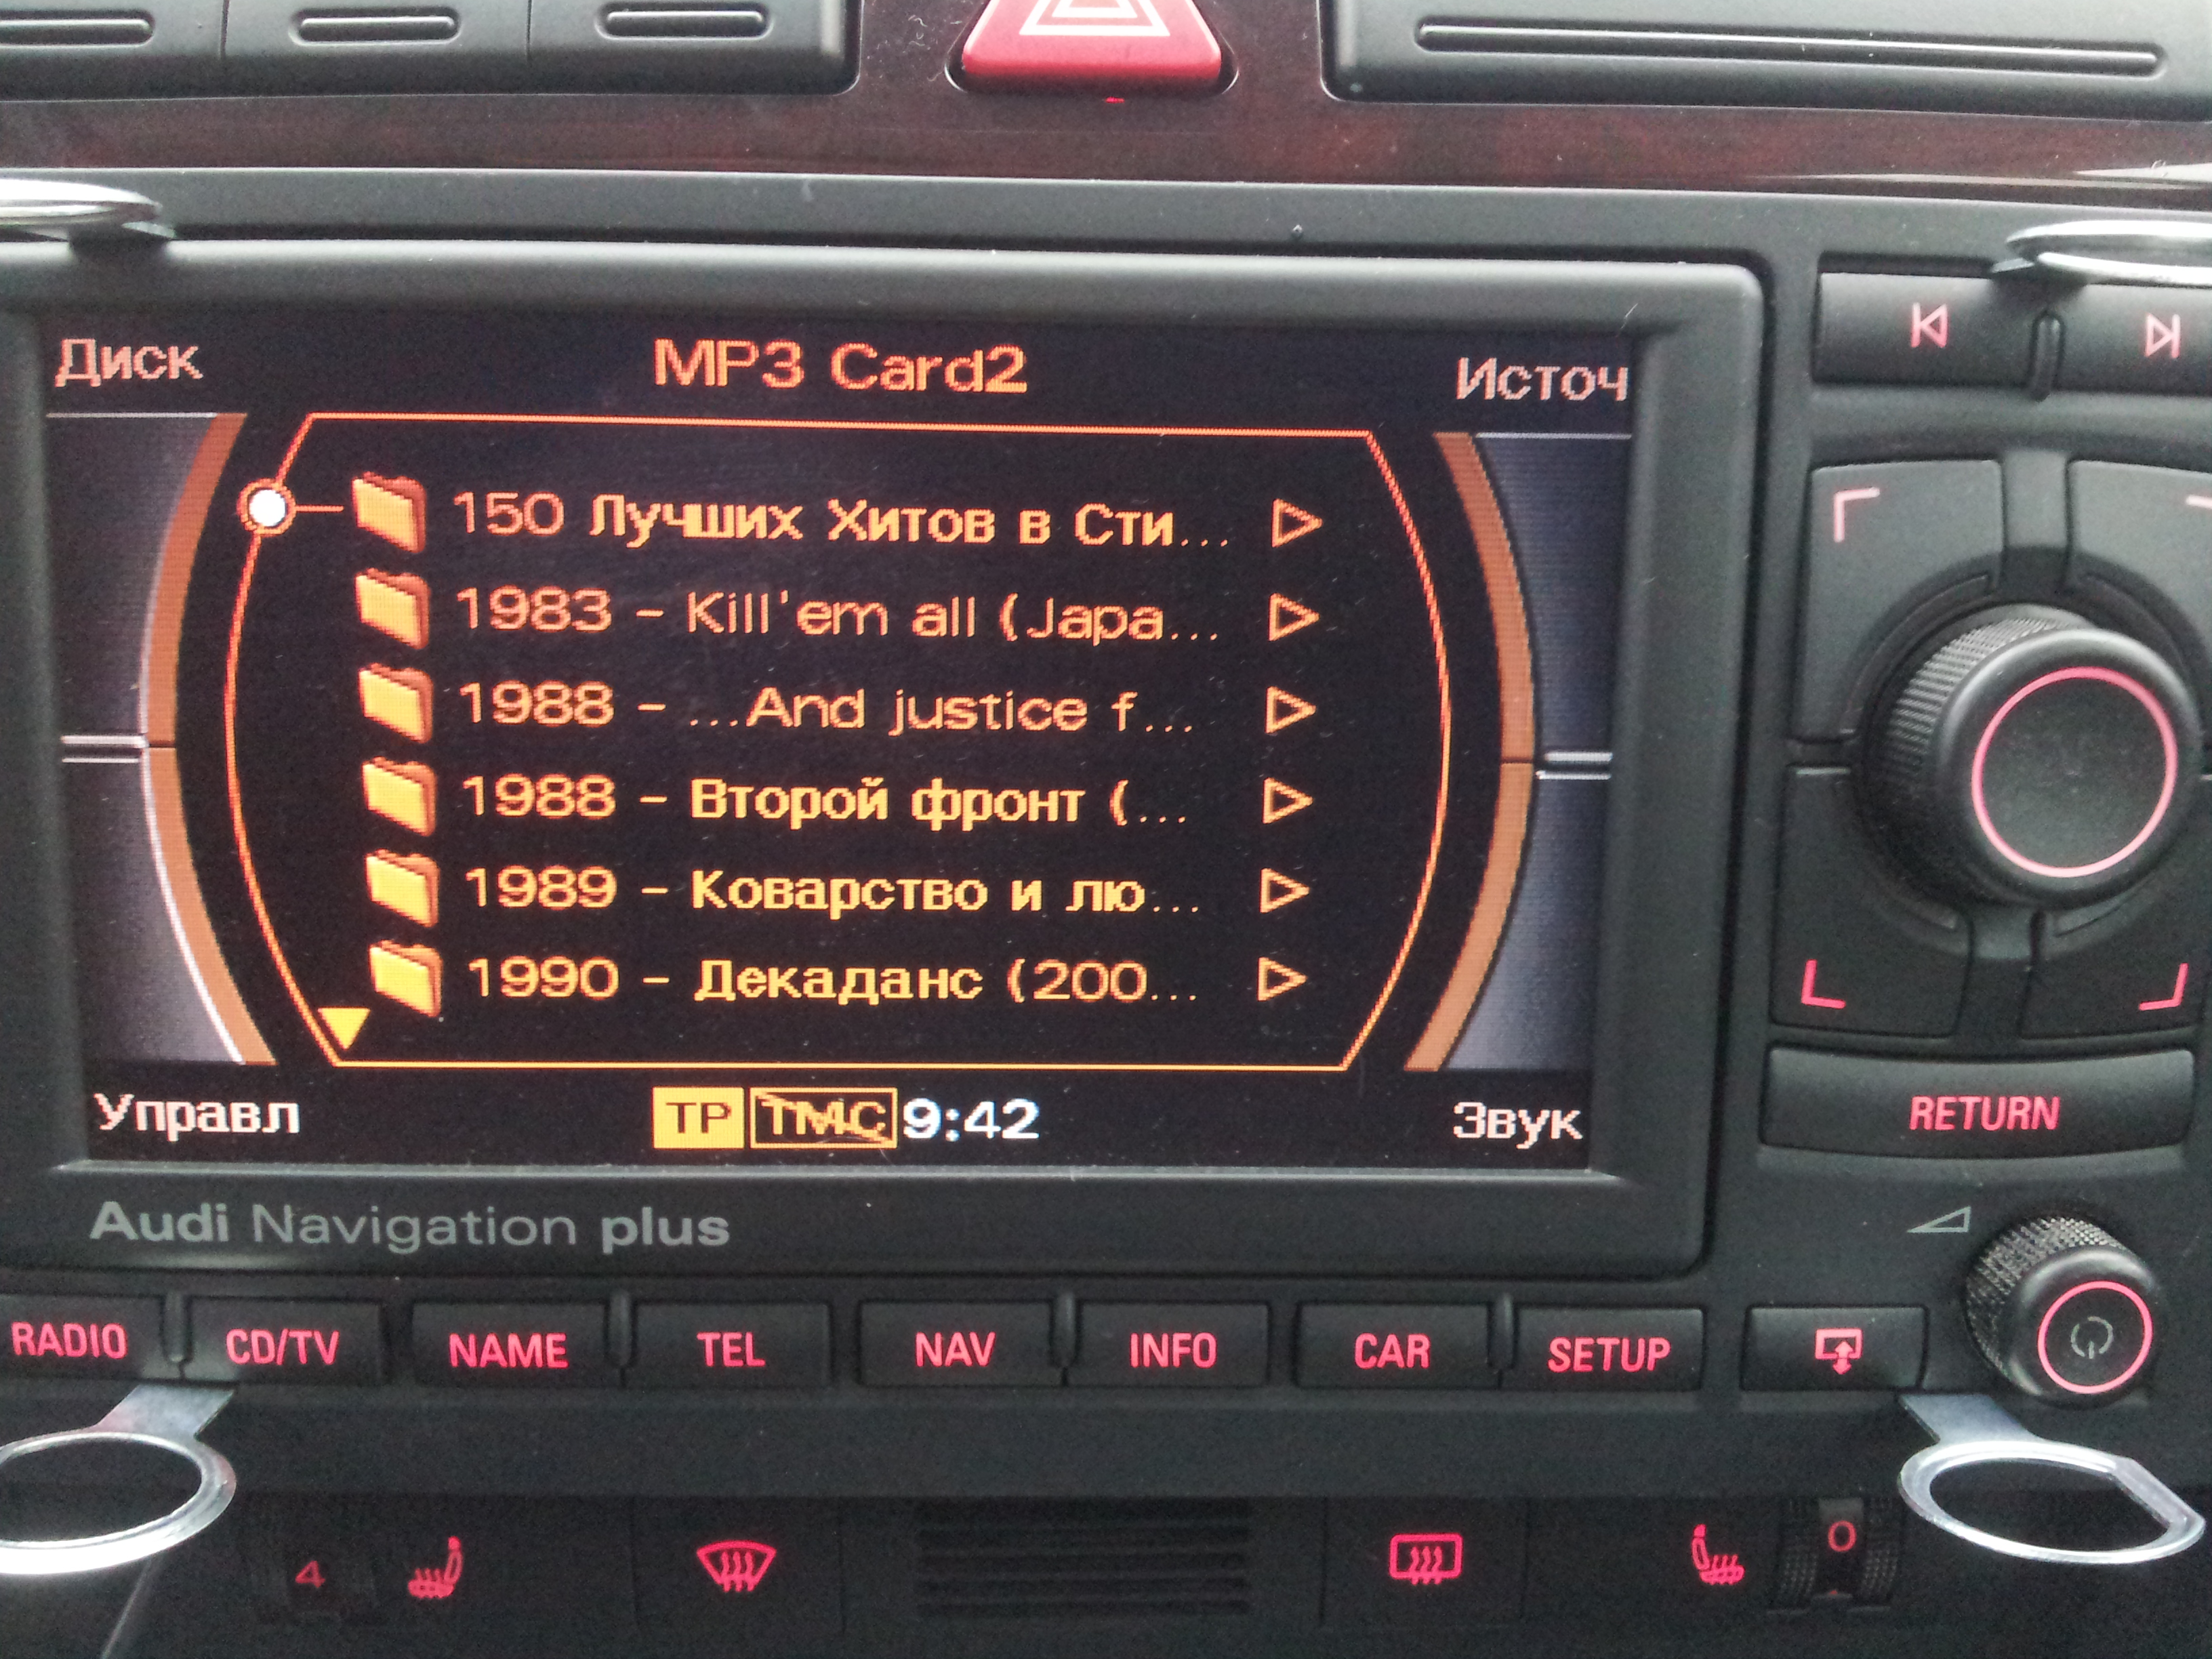 Диск
MP3 Card2
Источ
150 Лучших Хитов в Сти...
1983 - Kill'em all (Japa...
1988 - ...And justice f...
1988 - Второй фронт (...
1989 - Коварство и лю...
1990 - Декаданс (200...
Управл
TP TMC 9:42
Звук
Audi Navigation plus
RETURN
RADIO CD/TV NAME TEL NAV INFO CAR SETUP
4
0